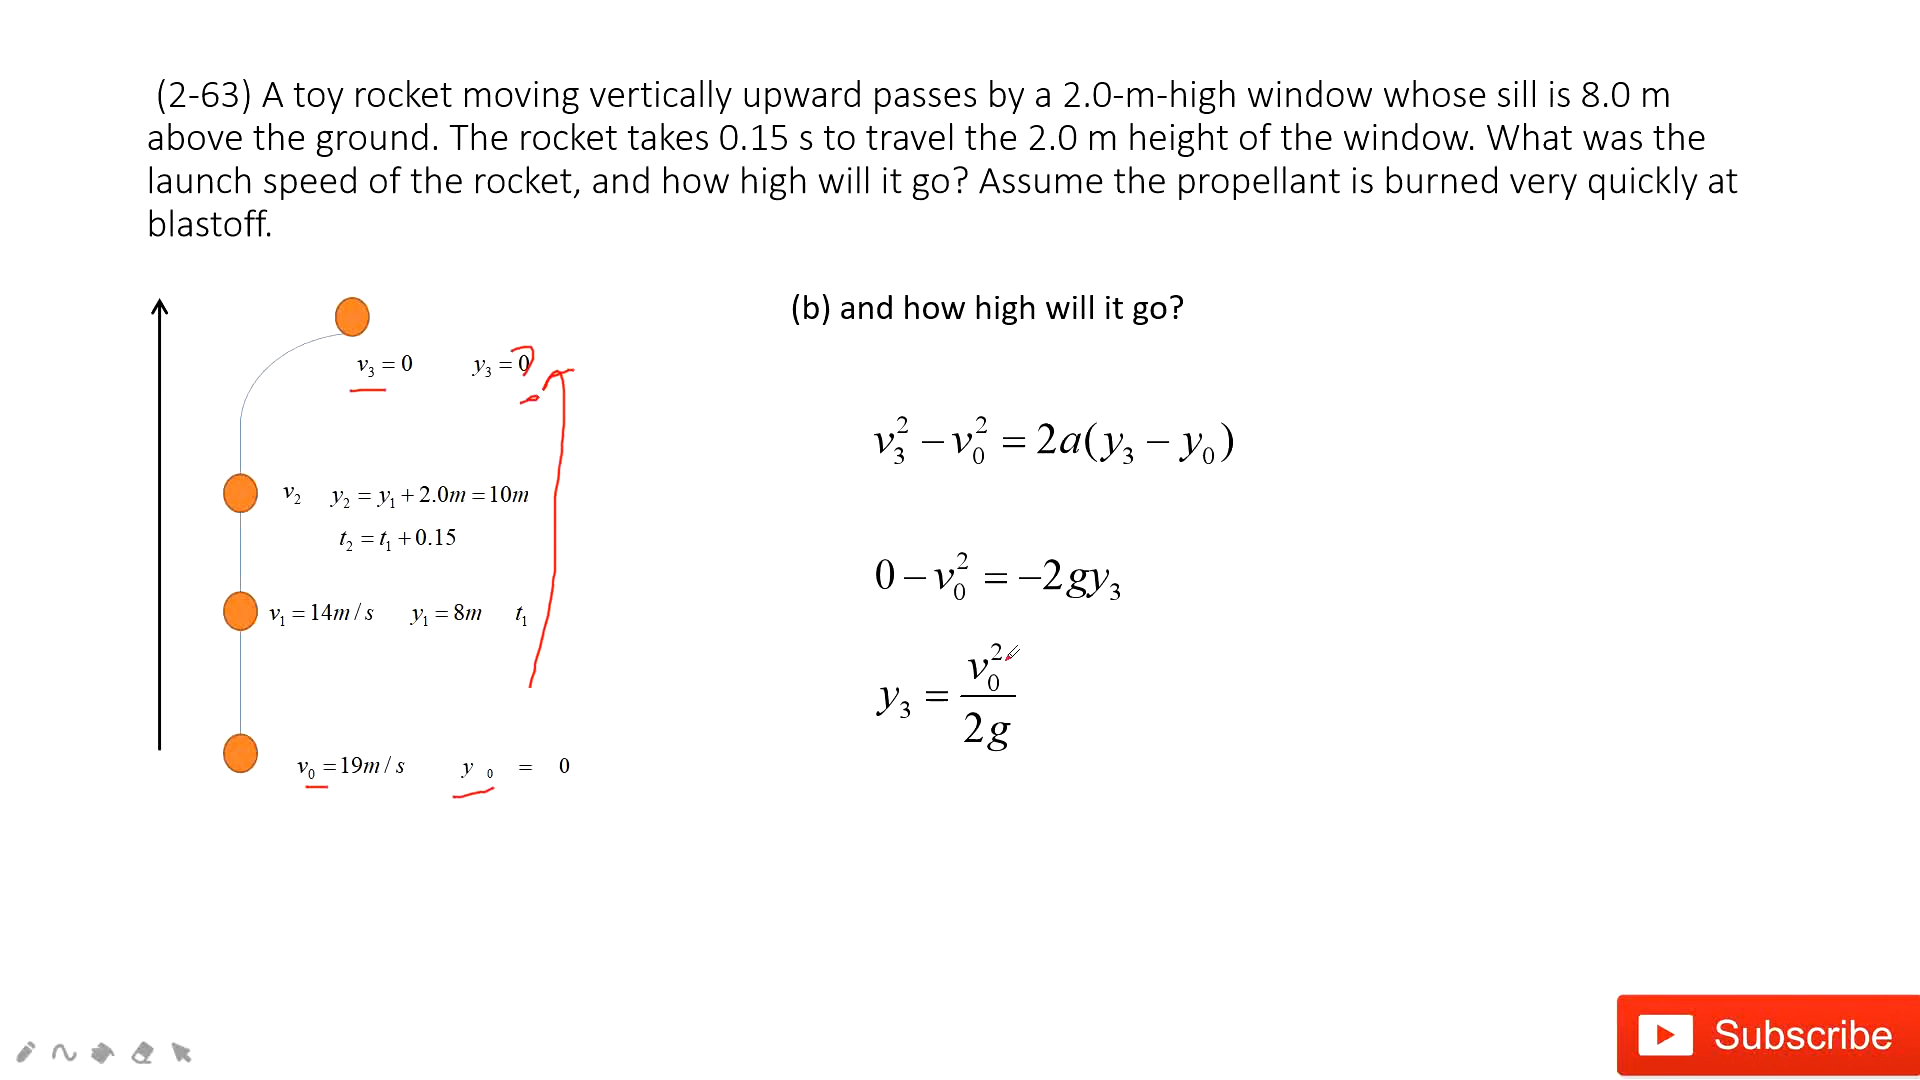 (2-63) A toy rocket moving vertically upward passes by a 2.0-m-high window whose sill is 8.0 m
above the ground. The rocket takes 0.15 s to travel the 2.0 m height of the window. What was the
launch speed of the rocket, and how high will it go? Assume the propellant is burned very quickly at
blastoff.
(b) and how high will it go?
v₃ = 0 y₃ = 0
?
v₂ y₂ = y₁ + 2.0m = 10m
t₂ = t₁ + 0.15
v₁ = 14m / s y₁ = 8m t₁
v₀ = 19m / s y ₀ = 0
v₃² − v₀² = 2a(y₃ − y₀)
0 − v₀² = −2gy₃
y₃ = v₀² / 2g
Subscribe